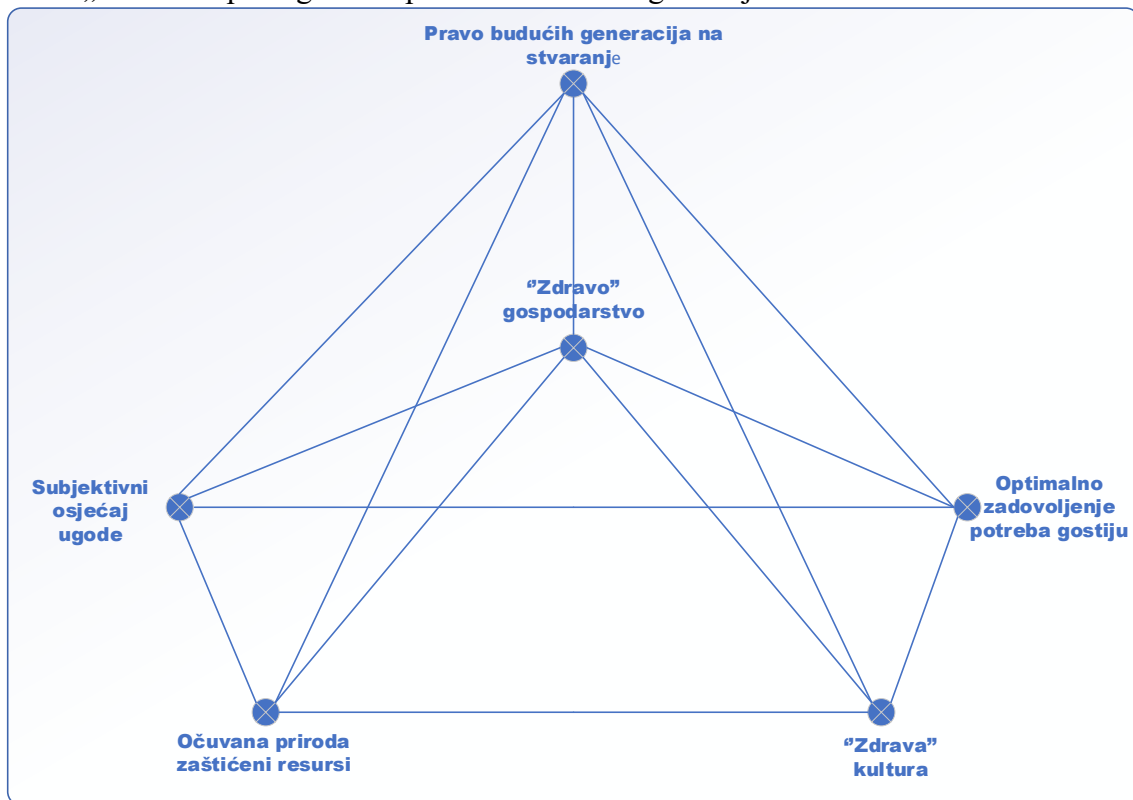 Pravo budućih generacija na
stvaranje
‘’Zdravo”
gospodarstvo
Subjektivni
osjećaj
ugode
Optimalno
zadovoljenje
potreba gostiju
Očuvana priroda
zaštićeni resursi
‘’Zdrava”
kultura